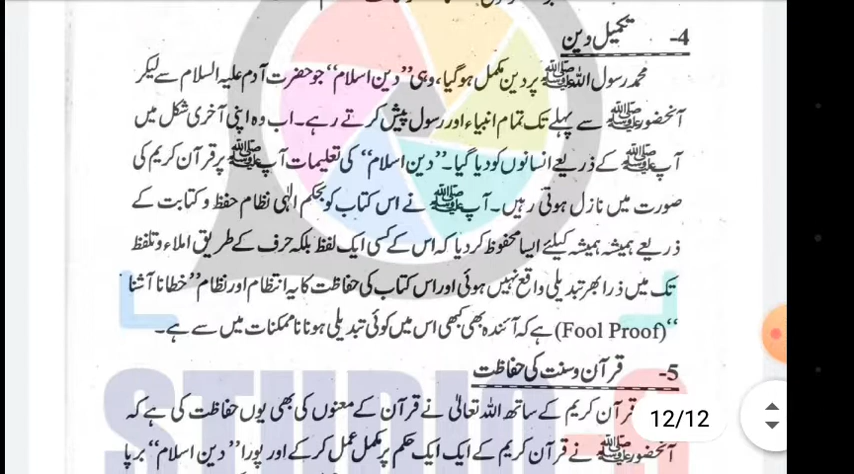 4- تکمیل دین
محمد رسول اللہ ﷺ پر دین مکمل ہو گیا، وہی ’’دین اسلام‘‘ جو حضرت آدم علیہ السلام سے لیکر
آنحضور ﷺ سے پہلے تک تمام انبیاء اور رسول پیش کرتے رہے۔ اب وہ اپنی آخری شکل میں
آپ ﷺ کے ذریعے انسانوں کو دیا گیا۔ ’’دین اسلام‘‘ کی تعلیمات آپ ﷺ پر قرآن کریم کی
صورت میں نازل ہوتی رہیں۔ آپ ﷺ نے اس کتاب کو بحکم الٰہی نظام حفظ و کتابت کے
ذریعے ہمیشہ ہمیشہ کیلئے ایسا محفوظ کر دیا کہ اس کے کسی ایک لفظ بلکہ حرف کے طریق املاء و تلفظ
تک میں ذرا بھر تبدیلی واقع نہیں ہوئی اور اس کتاب کی حفاظت کا یہ انتظام اور نظام ’’خطا نا آشنا
‘‘ (Fool Proof) ہے کہ آئندہ بھی کبھی اس میں کوئی تبدیلی ہونا ناممکنات میں سے ہے۔
5- قرآن و سنت کی حفاظت
قرآن کریم کے ساتھ اللہ تعالیٰ نے قرآن کے معنوں کی بھی یوں حفاظت کی ہے کہ
12/12
آنحضور ﷺ نے قرآن کریم کے ایک ایک حکم پر مکمل عمل کر کے اور پورا ’’دین اسلام‘‘ برپا